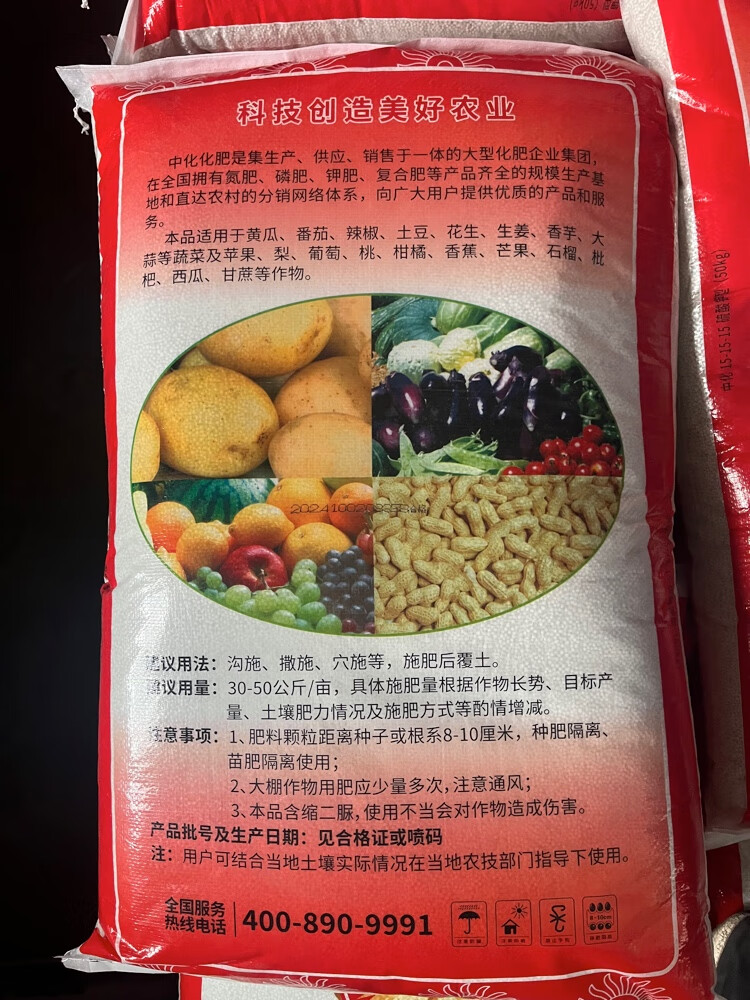 科技创造美好农业
中化化肥是集生产、供应、销售于一体的大型化肥企业集团,
在全国拥有氮肥、磷肥、钾肥、复合肥等产品齐全的规模生产基
地和直达农村的分销网络体系，向广大用户提供优质的产品和服
务。
本品适用于黄瓜、番茄、辣椒、土豆、花生、生姜、香芋、大
蒜等蔬菜及苹果、梨、葡萄、桃、柑橘、香蕉、芒果、石榴、枇
杷、西瓜、甘蔗等作物。
建议用法：沟施、撒施、穴施等，施肥后覆土。
建议用量：30-50公斤/亩，具体施肥量根据作物长势、目标产
量、土壤肥力情况及施肥方式等酌情增减。
注意事项：1、肥料颗粒距离种子或根系8-10厘米，种肥隔离、
苗肥隔离使用；
2、大棚作物用肥应少量多次，注意通风；
3、本品含缩二脲，使用不当会对作物造成伤害。
产品批号及生产日期：见合格证或喷码
注：用户可结合当地土壤实际情况在当地农技部门指导下使用。
全国服务
热线电话
400-890-9991
8-10cm
中化 15-15-15 硫酸钾型 (50kg)